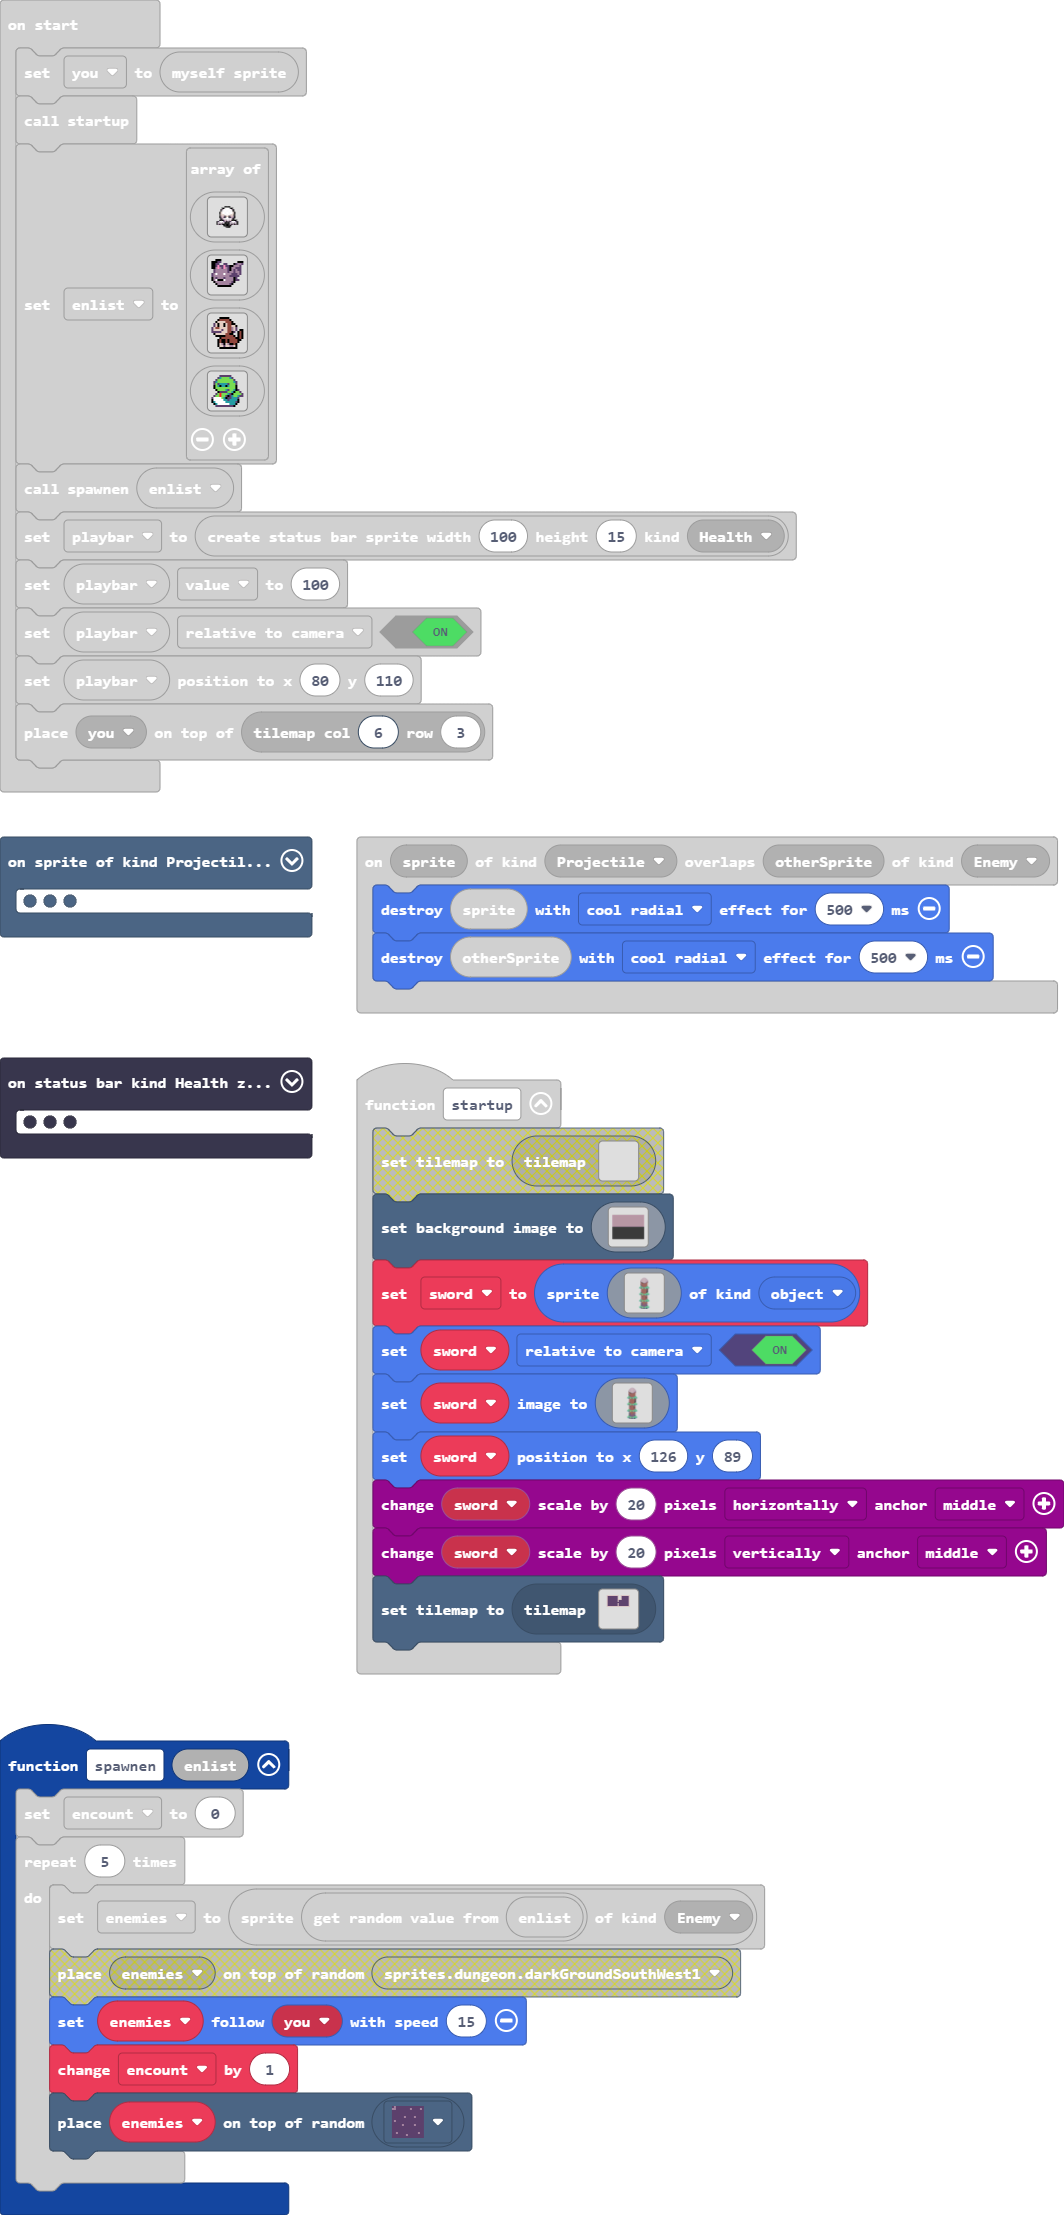 on start
set you to myself sprite
call startup
array of
set enlist to
call spawnen enlist
set playbar to create status bar sprite width 100 height 15 kind Health
set playbar value to 100
set playbar relative to camera ON
set playbar position to x 80 y 110
place you on top of tilemap col 6 row 3
on sprite of kind Projectil...
on sprite of kind Projectile overlaps otherSprite of kind Enemy
destroy sprite with cool radial effect for 500 ms
destroy otherSprite with cool radial effect for 500 ms
on status bar kind Health z...
function startup
set tilemap to tilemap
set background image to
set sword to sprite of kind object
set sword relative to camera ON
set sword image to
set sword position to x 126 y 89
change sword scale by 20 pixels horizontally anchor middle
change sword scale by 20 pixels vertically anchor middle
set tilemap to tilemap
function spawnen enlist
set encount to 0
repeat 5 times
do
set enemies to sprite get random value from enlist of kind Enemy
place enemies on top of random sprites.dungeon.darkGroundSouthWest1
set enemies follow you with speed 15
change encount by 1
place enemies on top of random